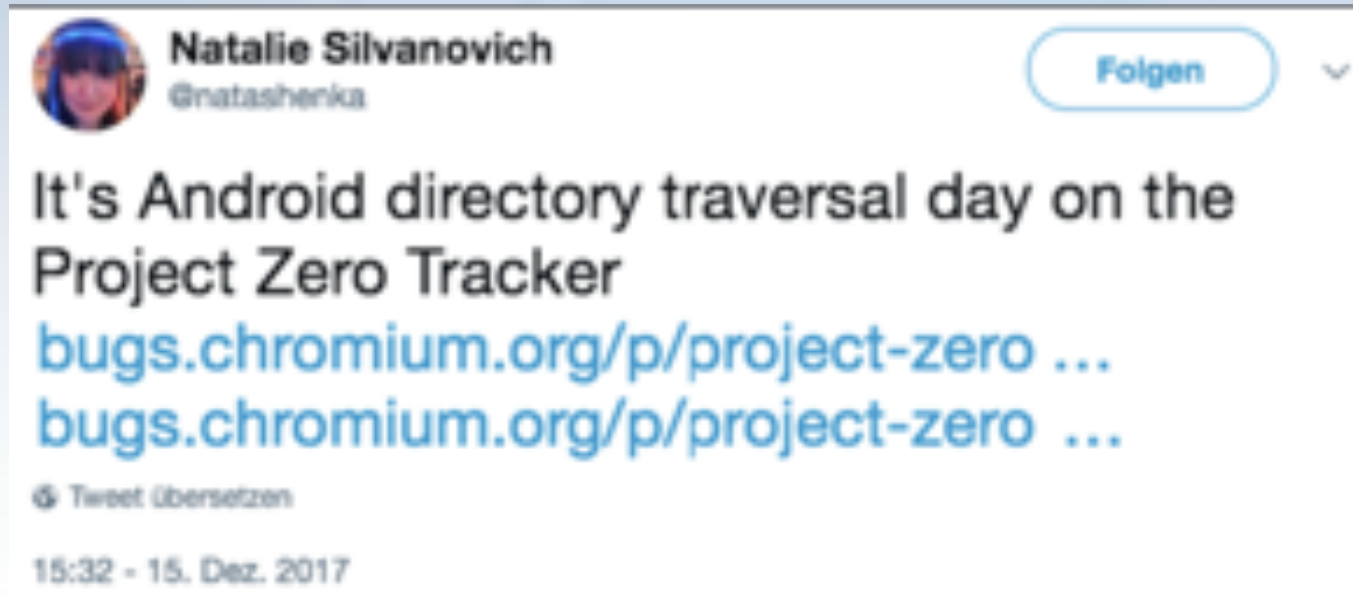 Natalie Silvanovich
@natashenka
Folgen
It's Android directory traversal day on the
Project Zero Tracker
bugs.chromium.org/p/project-zero ...
bugs.chromium.org/p/project-zero ...
Tweet übersetzen
15:32 - 15. Dez. 2017